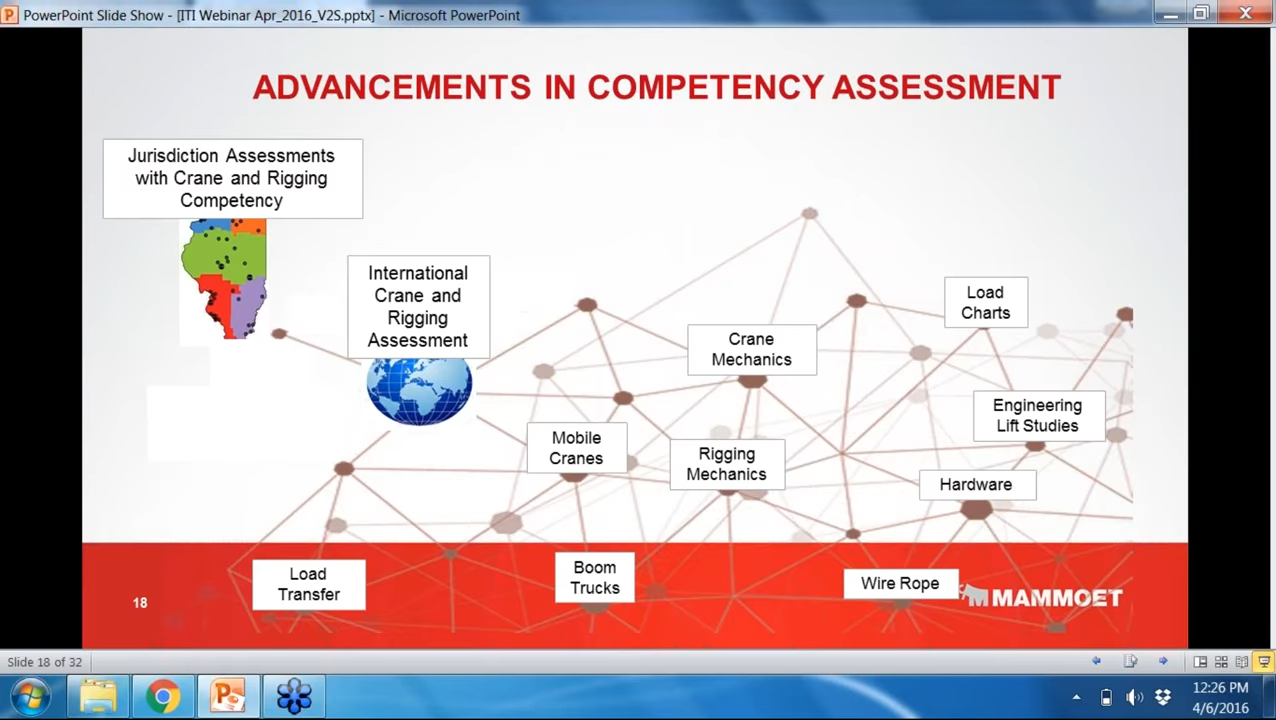 PowerPoint Slide Show - [ITI Webinar Apr_2016_V2S.pptx] - Microsoft PowerPoint
ADVANCEMENTS IN COMPETENCY ASSESSMENT
Jurisdiction Assessments
with Crane and Rigging
Competency
International
Crane and
Rigging
Assessment
Load
Charts
Crane
Mechanics
Engineering
Lift Studies
Mobile
Cranes
Rigging
Mechanics
Hardware
Load
Transfer
Boom
Trucks
Wire Rope
18
MAMMOET
Slide 18 of 32
12:26 PM
4/6/2016